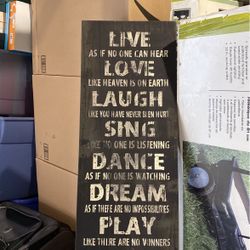 LIVE
AS IF NO ONE CAN HEAR
LOVE
LIKE HEAVEN IS ON EARTH
LAUGH
LIKE YOU HAVE NEVER BEEN HURT
SING
LIKE NO ONE IS LISTENING
DANCE
AS IF NO ONE IS WATCHING
DREAM
AS IF THERE ARE NO IMPOSSIBILITIES
PLAY
LIKE THERE ARE NO WINNERS